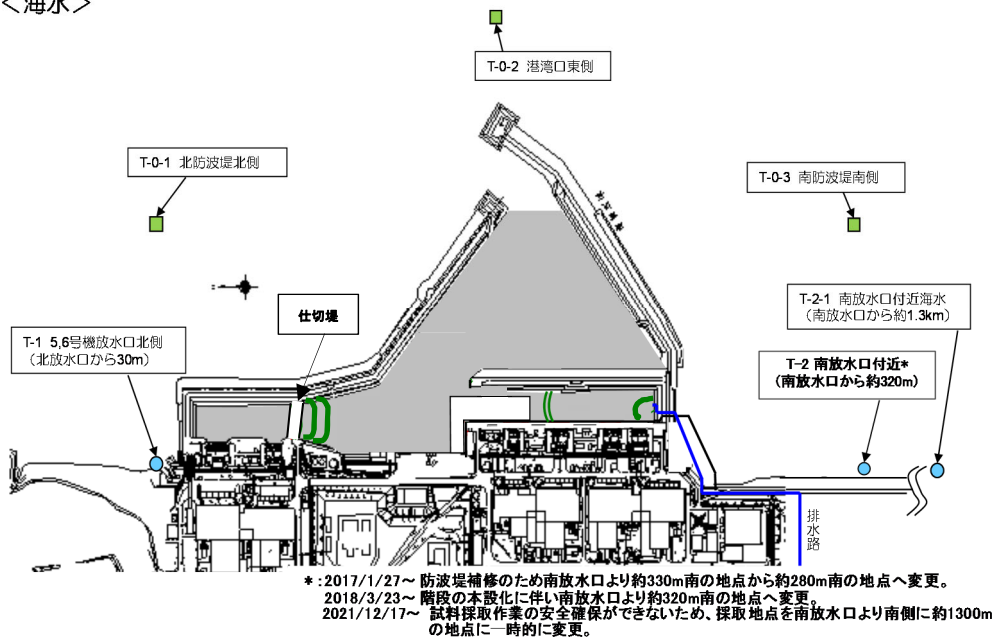 ＜海水＞
T-0-2 港湾口東側
T-0-1 北防波堤北側
T-0-3 南防波堤南側
仕切堤
T-2-1 南放水口付近海水
（南放水口から約1.3km）
T-1 5,6号機放水口北側
（北放水口から30m）
T-2 南放水口付近*
（南放水口から約320m）
排水路
*：2017/1/27～ 防波堤補修のため南放水口より約330m南の地点から約280m南の地点へ変更。
2018/3/23～ 階段の本設化に伴い南放水口より約320m南の地点へ変更。
2021/12/17～ 試料採取作業の安全確保ができないため、採取地点を南放水口より南側に約1300m
の地点に一時的に変更。